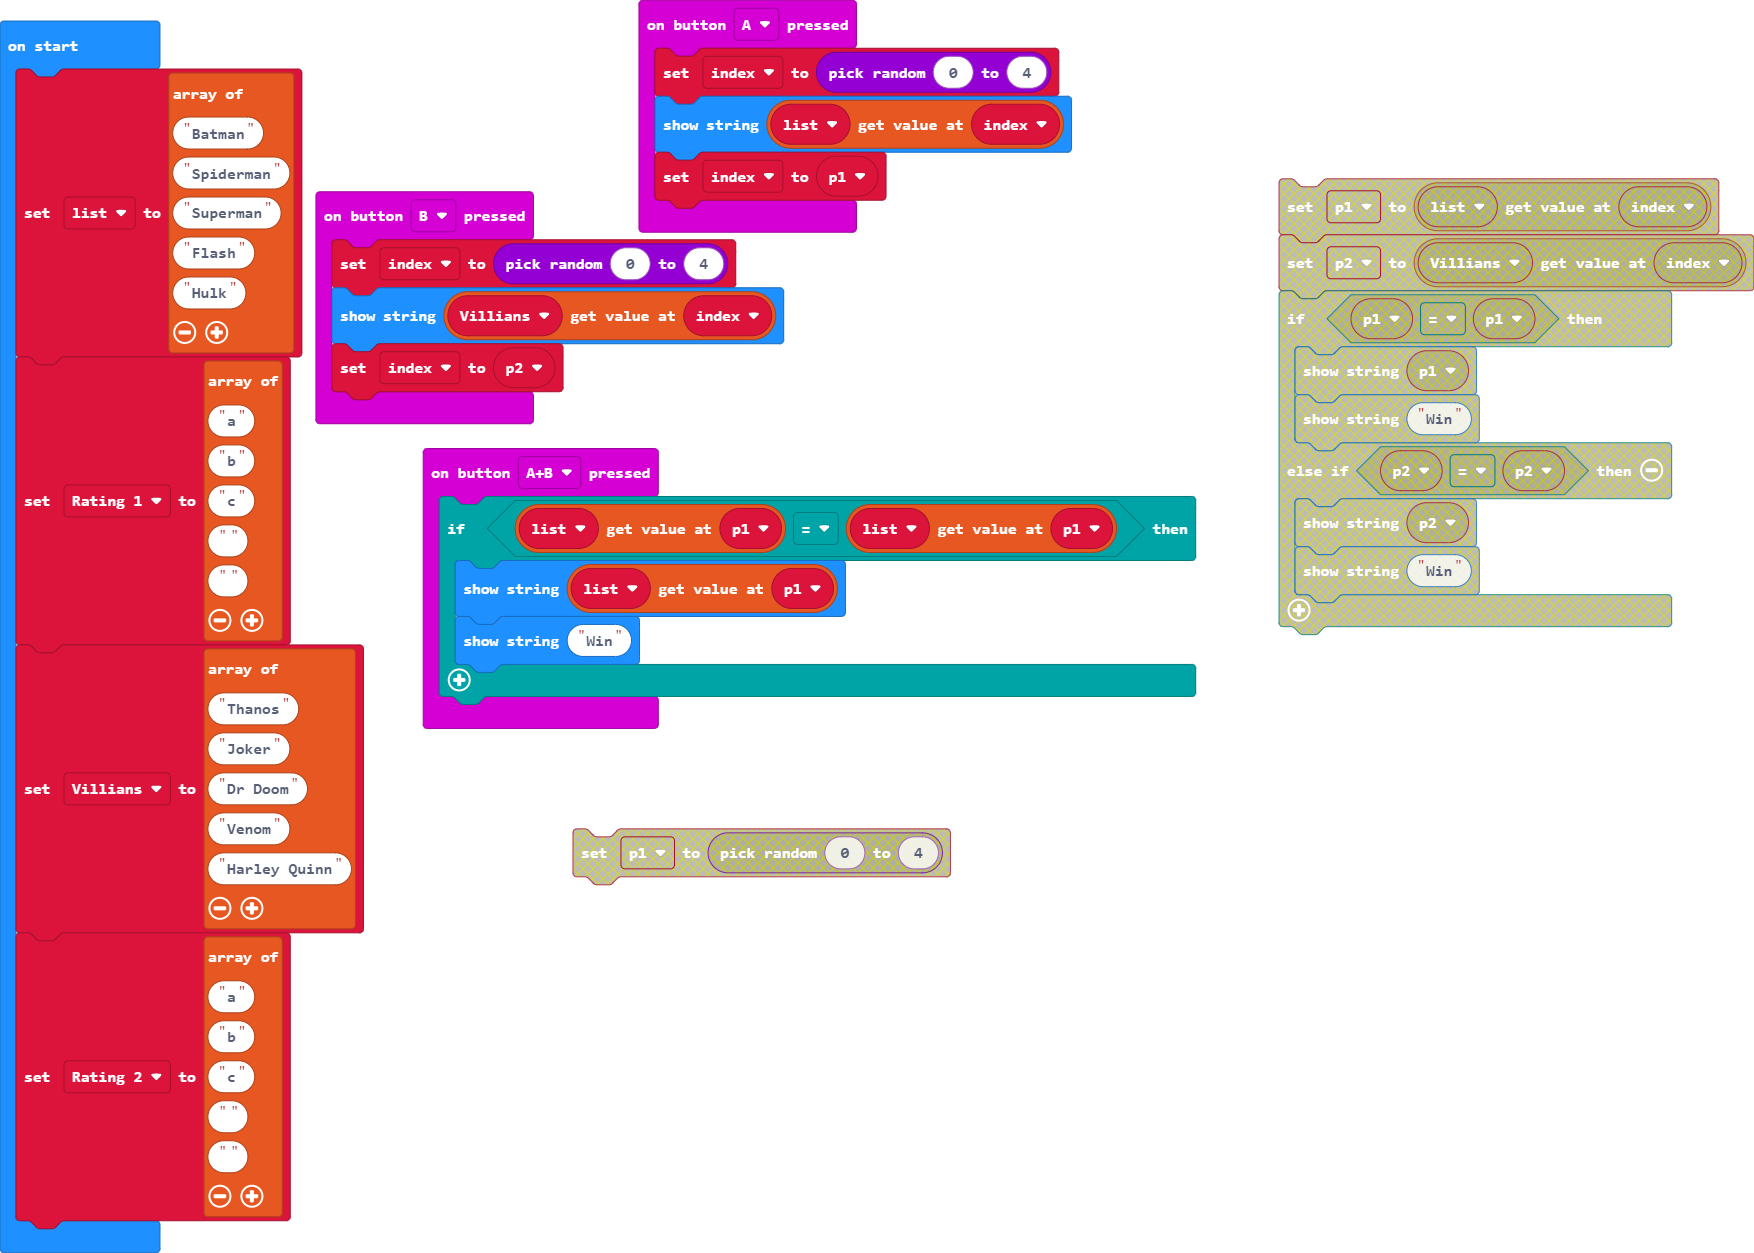 on start
set list to array of
"Batman"
"Spiderman"
"Superman"
"Flash"
"Hulk"
set Rating 1 to array of
"a"
"b"
"c"
" "
" "
set Villians to array of
"Thanos"
"Joker"
"Dr Doom"
"Venom"
"Harley Quinn"
set Rating 2 to array of
"a"
"b"
"c"
" "
" "
on button A pressed
set index to pick random 0 to 4
show string list get value at index
set index to p1
on button B pressed
set index to pick random 0 to 4
show string Villians get value at index
set index to p2
on button A+B pressed
if list get value at p1 = list get value at p1 then
show string list get value at p1
show string "Win"
set p1 to pick random 0 to 4
set p1 to list get value at index
set p2 to Villians get value at index
if p1 = p1 then
show string p1
show string "Win"
else if p2 = p2 then
show string p2
show string "Win"